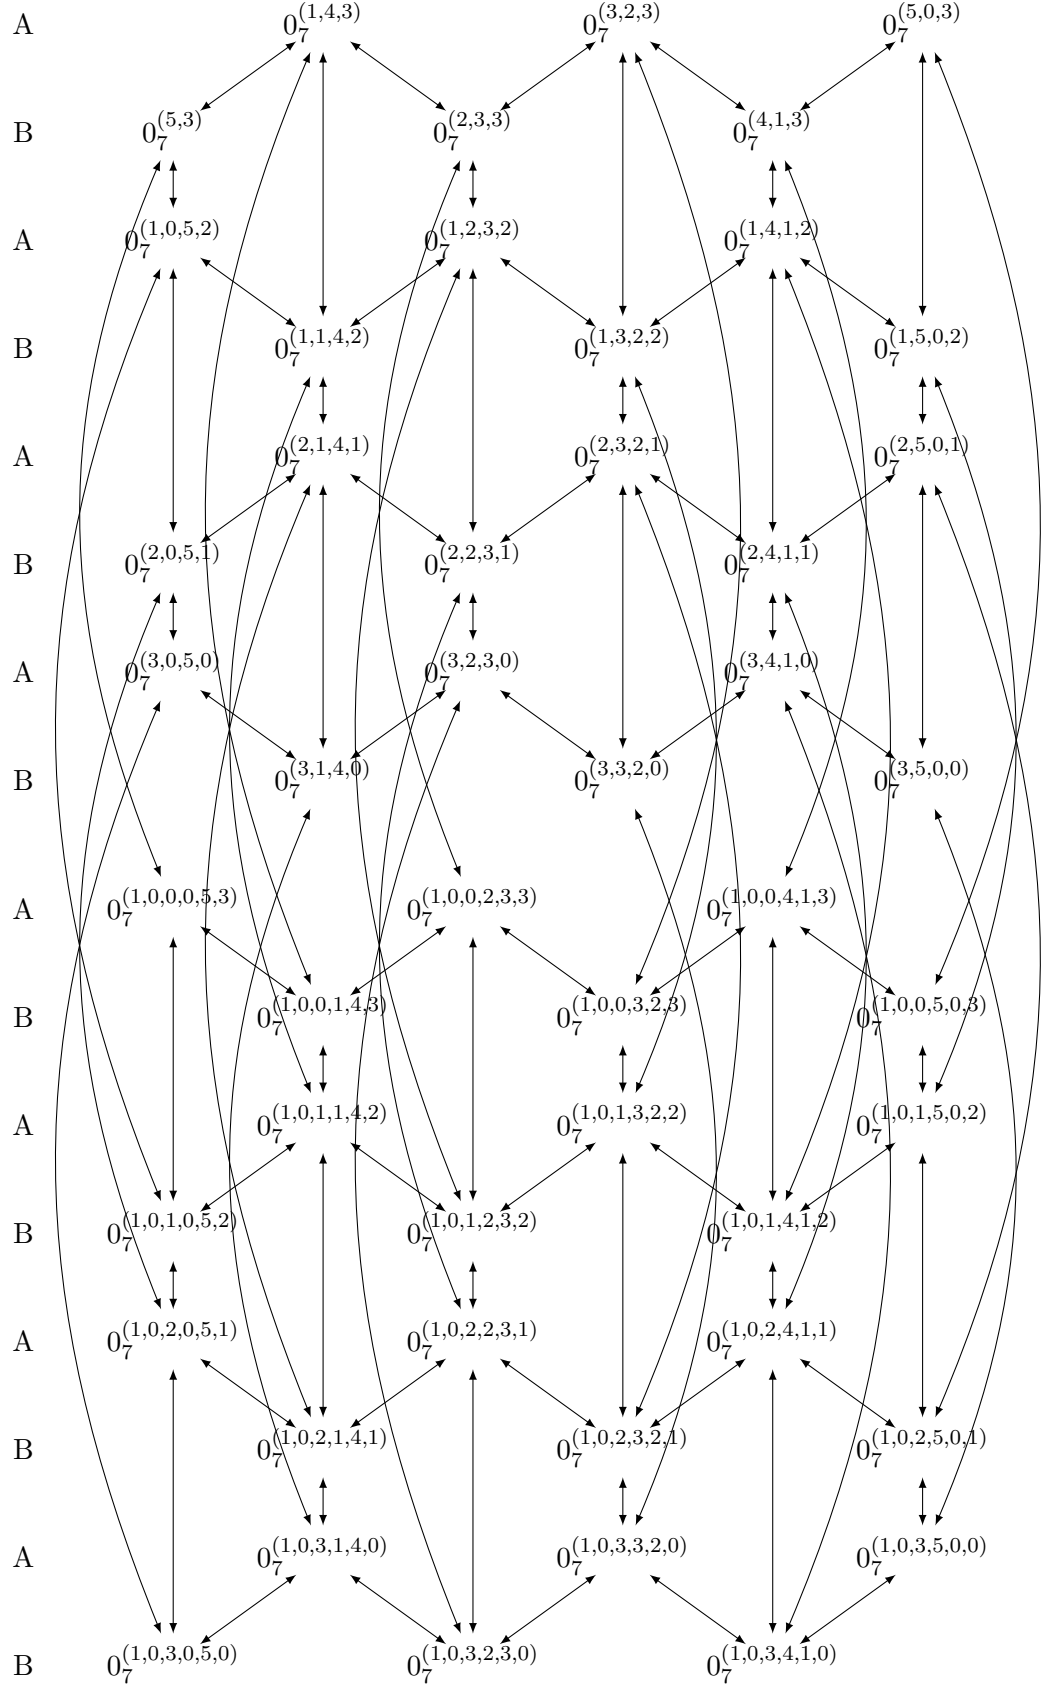 A 0_7^{(1,4,3)} 0_7^{(3,2,3)} 0_7^{(5,0,3)}
B 0_7^{(5,3)} 0_7^{(2,3,3)} 0_7^{(4,1,3)}
A 0_7^{(1,0,5,2)} 0_7^{(1,2,3,2)} 0_7^{(1,4,1,2)}
B 0_7^{(1,1,4,2)} 0_7^{(1,3,2,2)} 0_7^{(1,5,0,2)}
A 0_7^{(2,1,4,1)} 0_7^{(2,3,2,1)} 0_7^{(2,5,0,1)}
B 0_7^{(2,0,5,1)} 0_7^{(2,2,3,1)} 0_7^{(2,4,1,1)}
A 0_7^{(3,0,5,0)} 0_7^{(3,2,3,0)} 0_7^{(3,4,1,0)}
B 0_7^{(3,1,4,0)} 0_7^{(3,3,2,0)} 0_7^{(3,5,0,0)}
A 0_7^{(1,0,0,0,5,3)} 0_7^{(1,0,0,2,3,3)} 0_7^{(1,0,0,4,1,3)}
B 0_7^{(1,0,0,1,4,3)} 0_7^{(1,0,0,3,2,3)} 0_7^{(1,0,0,5,0,3)}
A 0_7^{(1,0,1,1,4,2)} 0_7^{(1,0,1,3,2,2)} 0_7^{(1,0,1,5,0,2)}
B 0_7^{(1,0,1,0,5,2)} 0_7^{(1,0,1,2,3,2)} 0_7^{(1,0,1,4,1,2)}
A 0_7^{(1,0,2,0,5,1)} 0_7^{(1,0,2,2,3,1)} 0_7^{(1,0,2,4,1,1)}
B 0_7^{(1,0,2,1,4,1)} 0_7^{(1,0,2,3,2,1)} 0_7^{(1,0,2,5,0,1)}
A 0_7^{(1,0,3,1,4,0)} 0_7^{(1,0,3,3,2,0)} 0_7^{(1,0,3,5,0,0)}
B 0_7^{(1,0,3,0,5,0)} 0_7^{(1,0,3,2,3,0)} 0_7^{(1,0,3,4,1,0)}